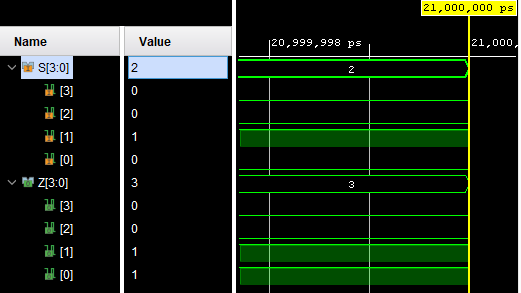 21,000,000 ps
Name Value 20,999,998 ps 21,000,
S[3:0] 2 2
[3] 0
[2] 0
[1] 1
[0] 0
Z[3:0] 3 3
[3] 0
[2] 0
[1] 1
[0] 1